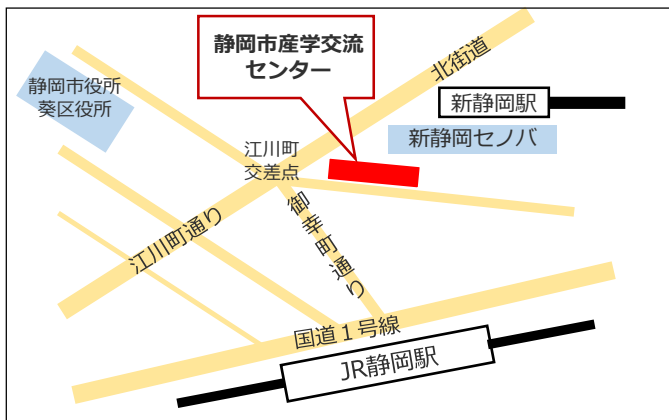 静岡市産学交流
センター
北街道
静岡市役所
葵区役所
新静岡駅
新静岡セノバ
江川町
交差点
江川町通り
御幸町通り
国道１号線
JR静岡駅